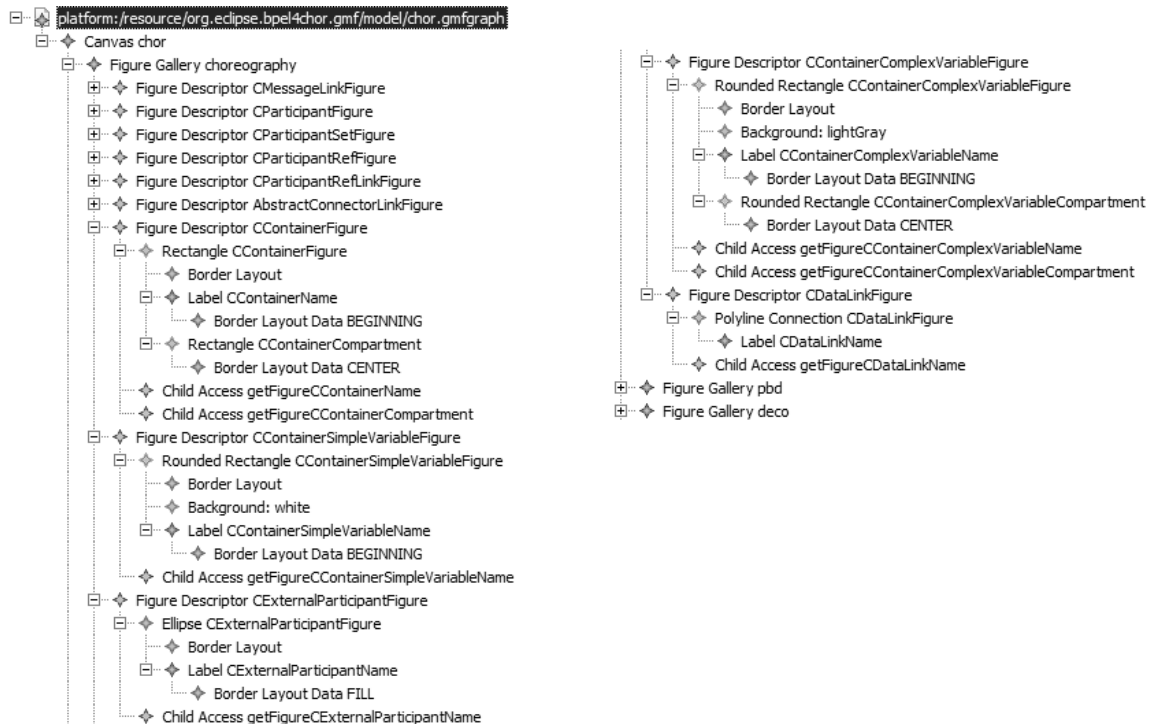 platform:/resource/org.eclipse.bpel4chor.gmf/model/chor.gmfgraph
Canvas chor
Figure Gallery choreography
Figure Descriptor CMessageLinkFigure
Figure Descriptor CParticipantFigure
Figure Descriptor CParticipantSetFigure
Figure Descriptor CParticipantRefFigure
Figure Descriptor CParticipantRefLinkFigure
Figure Descriptor AbstractConnectorLinkFigure
Figure Descriptor CContainerFigure
Rectangle CContainerFigure
Border Layout
Label CContainerName
Border Layout Data BEGINNING
Rectangle CContainerCompartment
Border Layout Data CENTER
Child Access getFigureCContainerName
Child Access getFigureCContainerCompartment
Figure Descriptor CContainerSimpleVariableFigure
Rounded Rectangle CContainerSimpleVariableFigure
Border Layout
Background: white
Label CContainerSimpleVariableName
Border Layout Data BEGINNING
Child Access getFigureCContainerSimpleVariableName
Figure Descriptor CExternalParticipantFigure
Ellipse CExternalParticipantFigure
Border Layout
Label CExternalParticipantName
Border Layout Data FILL
Child Access getFigureCExternalParticipantName
Figure Descriptor CContainerComplexVariableFigure
Rounded Rectangle CContainerComplexVariableFigure
Border Layout
Background: lightGray
Label CContainerComplexVariableName
Border Layout Data BEGINNING
Rounded Rectangle CContainerComplexVariableCompartment
Border Layout Data CENTER
Child Access getFigureCContainerComplexVariableName
Child Access getFigureCContainerComplexVariableCompartment
Figure Descriptor CDataLinkFigure
Polyline Connection CDataLinkFigure
Label CDataLinkName
Child Access getFigureCDataLinkName
Figure Gallery pbd
Figure Gallery deco